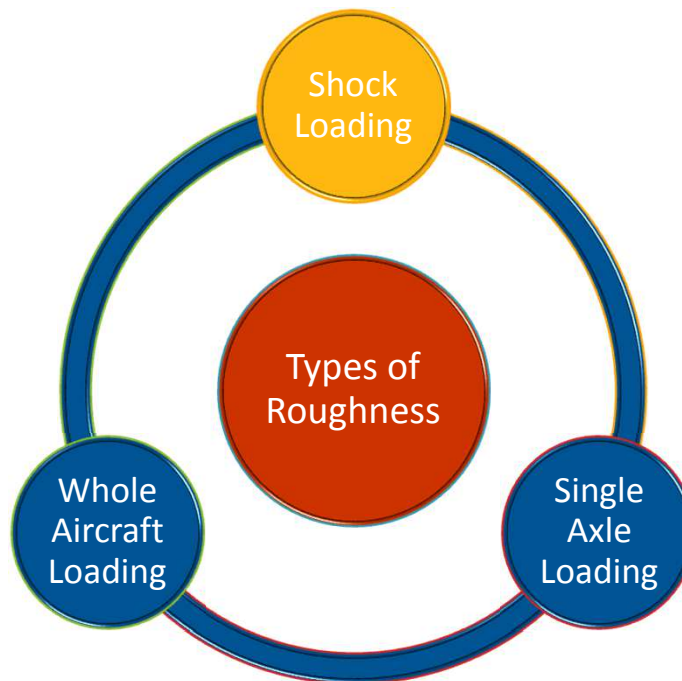 Shock
Loading
Types of
Roughness
Whole
Aircraft
Loading
Single
Axle
Loading